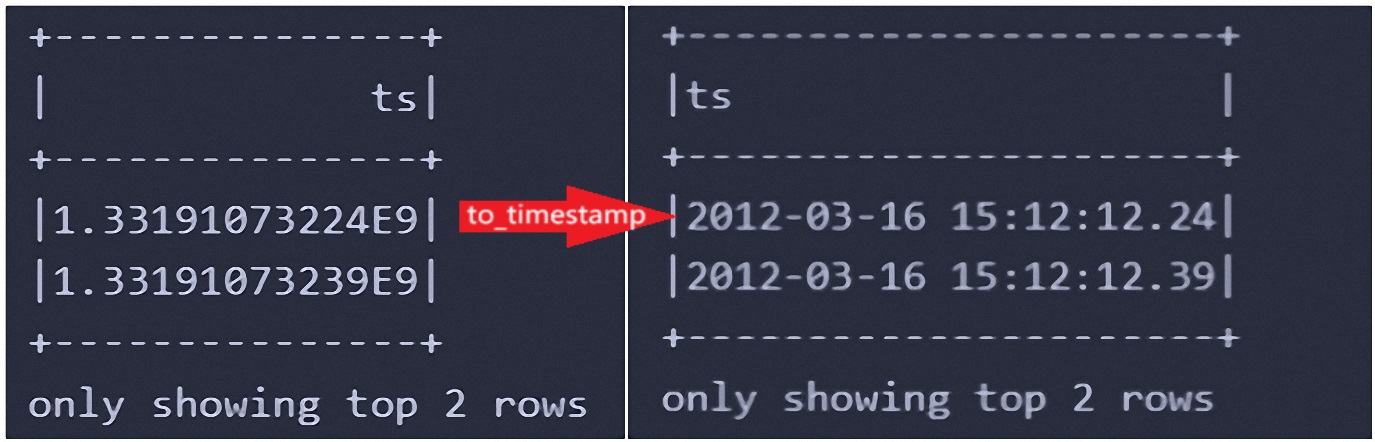 +----------------+
|              ts|
+----------------+
|1.33191073224E9|
|1.33191073239E9|
+----------------+
only showing top 2 rows
to_timestamp
+----------------------+
|ts                    |
+----------------------+
|2012-03-16 15:12:12.24|
|2012-03-16 15:12:12.39|
+----------------------+
only showing top 2 rows